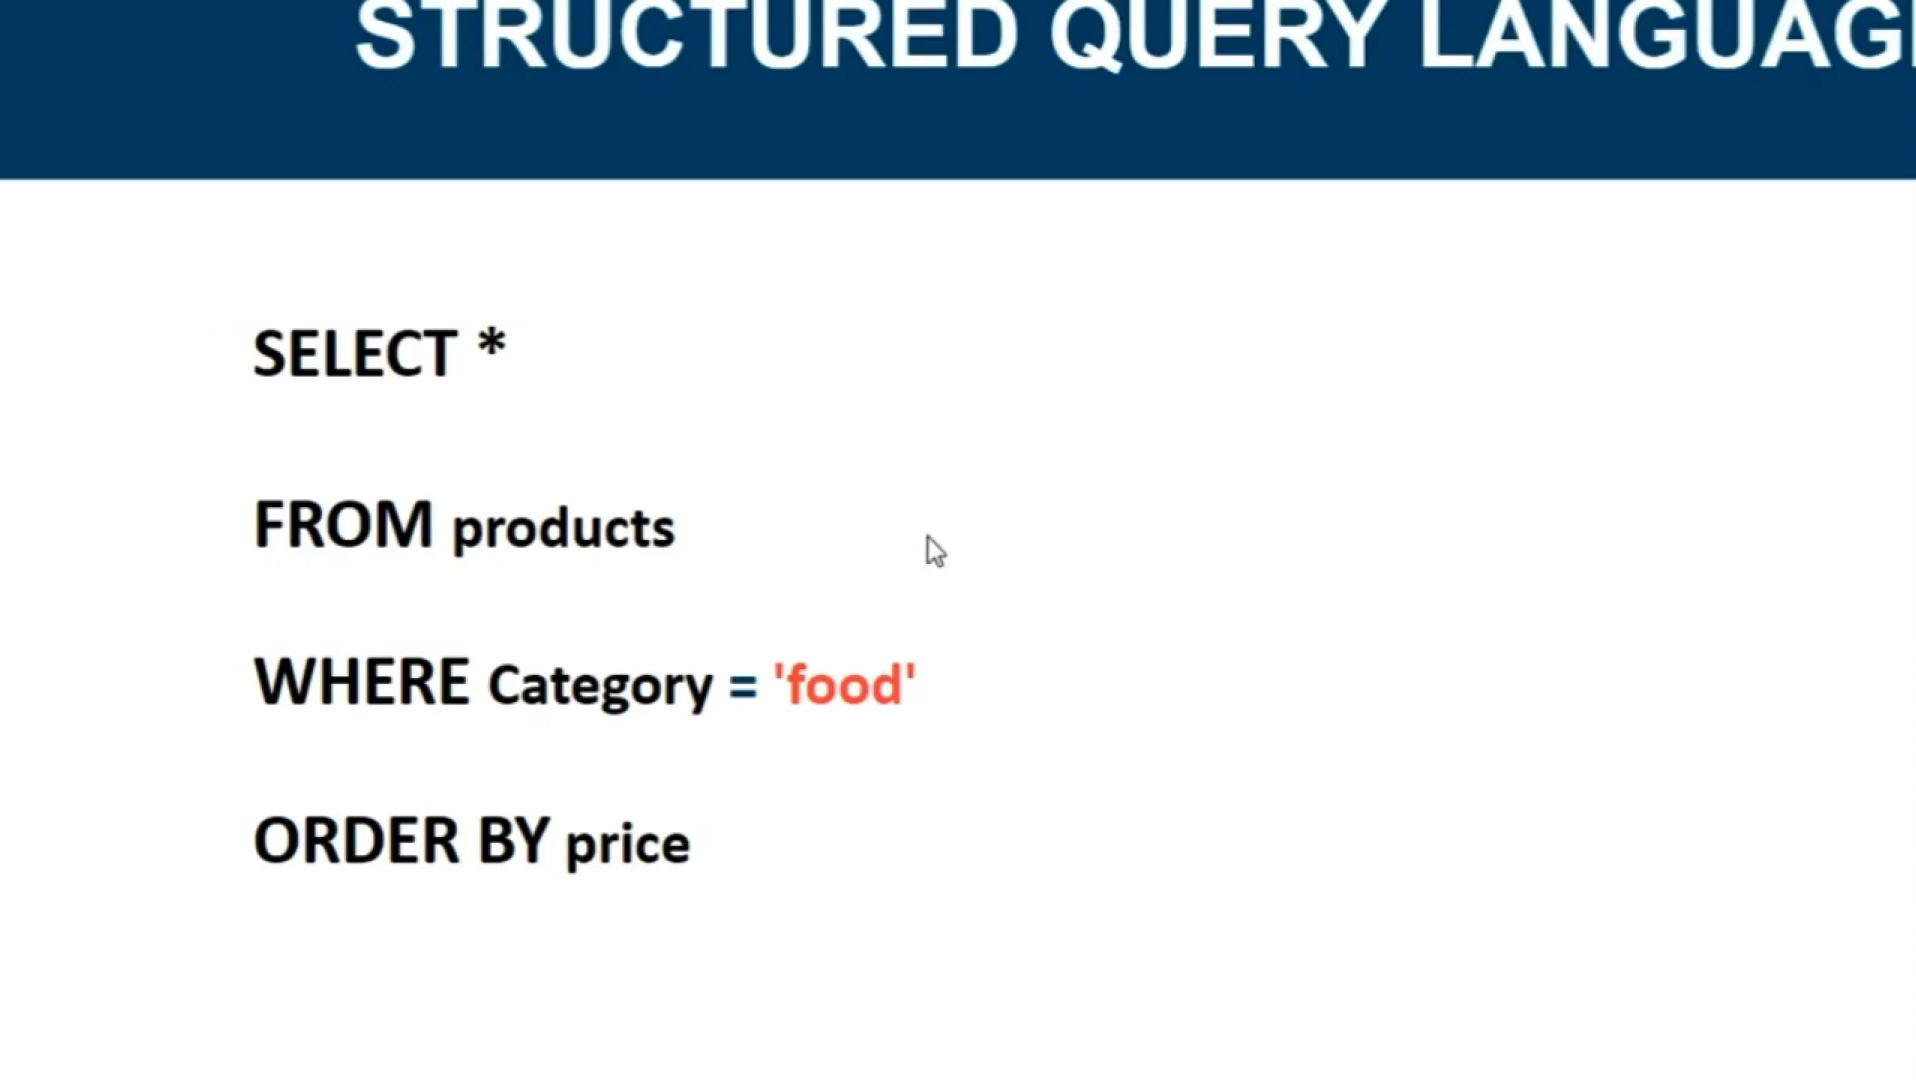 STRUCTURED QUERY LANGUAG
SELECT *
FROM products
WHERE Category = 'food'
ORDER BY price